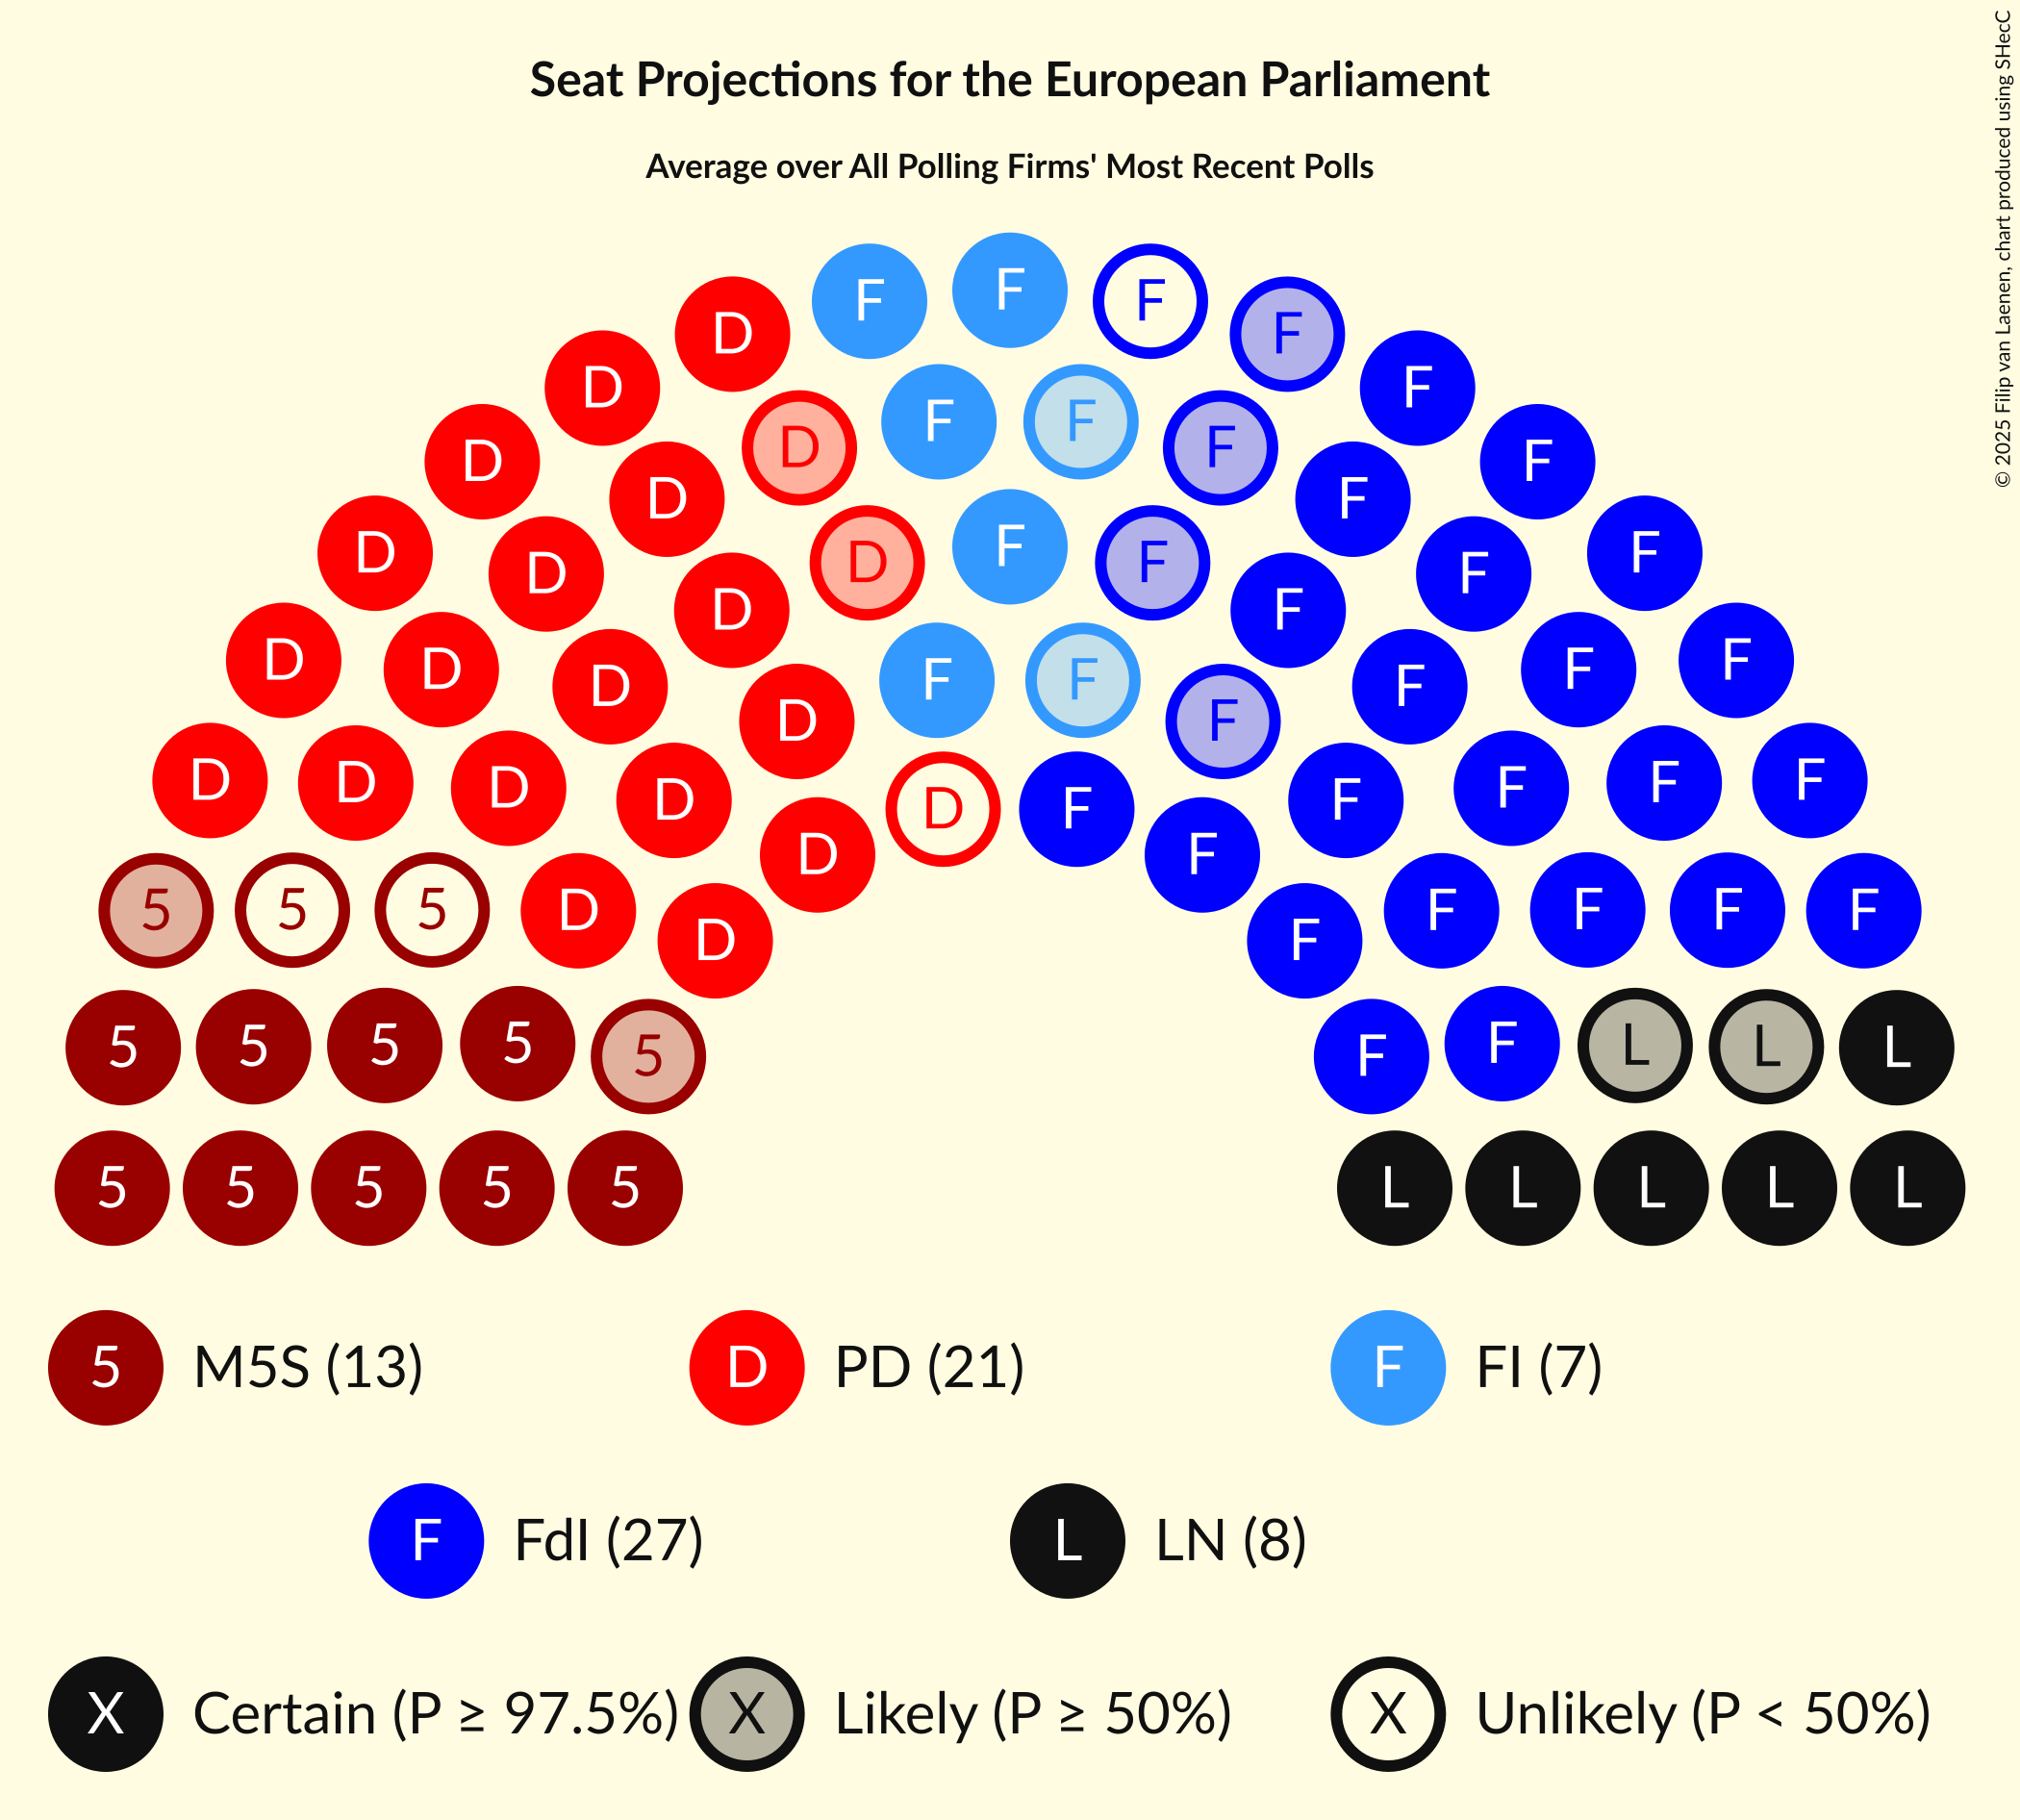 Seat Projections for the European Parliament
Average over All Polling Firms' Most Recent Polls
© 2025 Filip van Laenen, chart produced using SHecC
F F F
D F
D F
F F
D F
D F
D F
F
D F
D F
D F
D F
D F
D F
F F
D F
D F
D D D F F F
D F
D F
D F
5 5 5 D F F F F
D F
5 5 5 5 5 F F L L L
5 5 5 5 5 L L L L L
5 M5S (13) D PD (21) F FI (7)
F FdI (27) L LN (8)
X Certain (P ≥ 97.5%) X Likely (P ≥ 50%) X Unlikely (P < 50%)